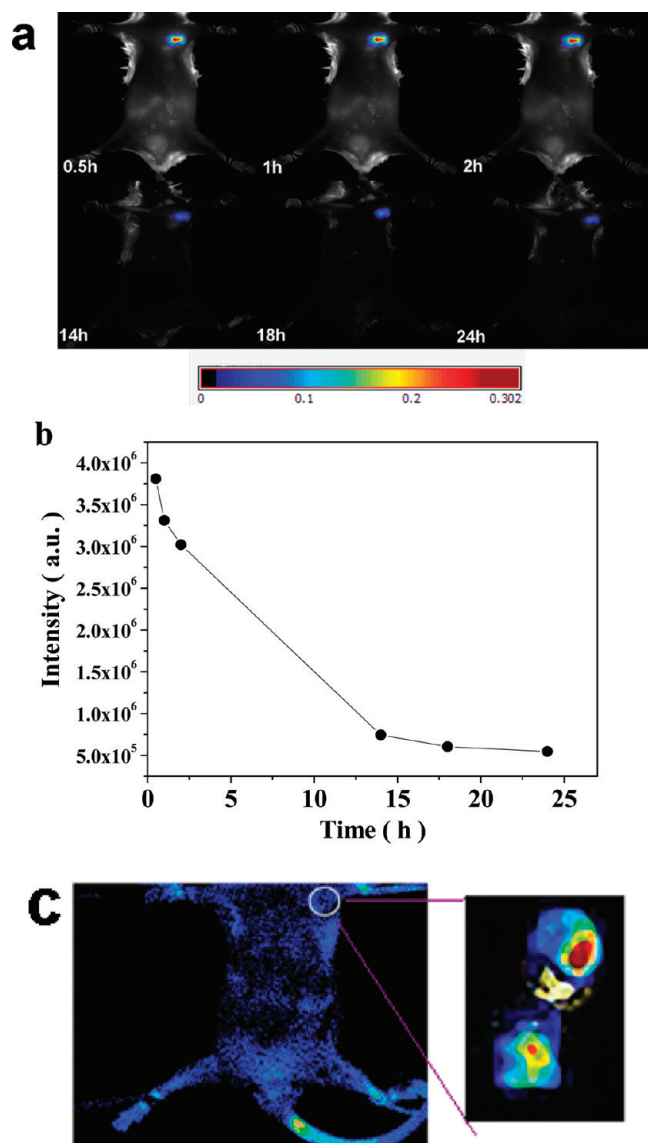 a
0.5h 1h 2h
14h 18h 24h
0 0.1 0.2 0.302
b
4.0x10⁶
3.5x10⁶
3.0x10⁶
2.5x10⁶
2.0x10⁶
1.5x10⁶
1.0x10⁶
5.0x10⁵
Intensity ( a.u. )
0 5 10 15 20 25
Time ( h )
C